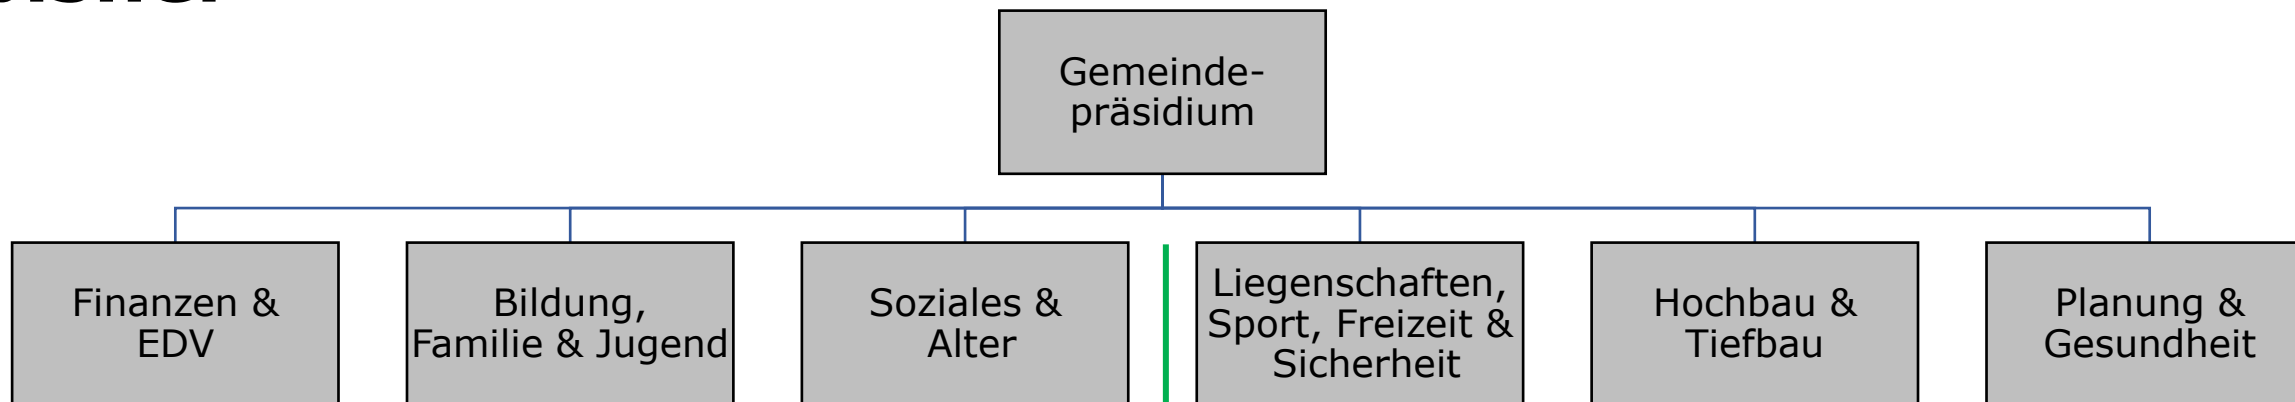 Gemeinde-
präsidium
Finanzen &
EDV
Bildung,
Familie & Jugend
Soziales &
Alter
Liegenschaften,
Sport, Freizeit &
Sicherheit
Hochbau &
Tiefbau
Planung &
Gesundheit